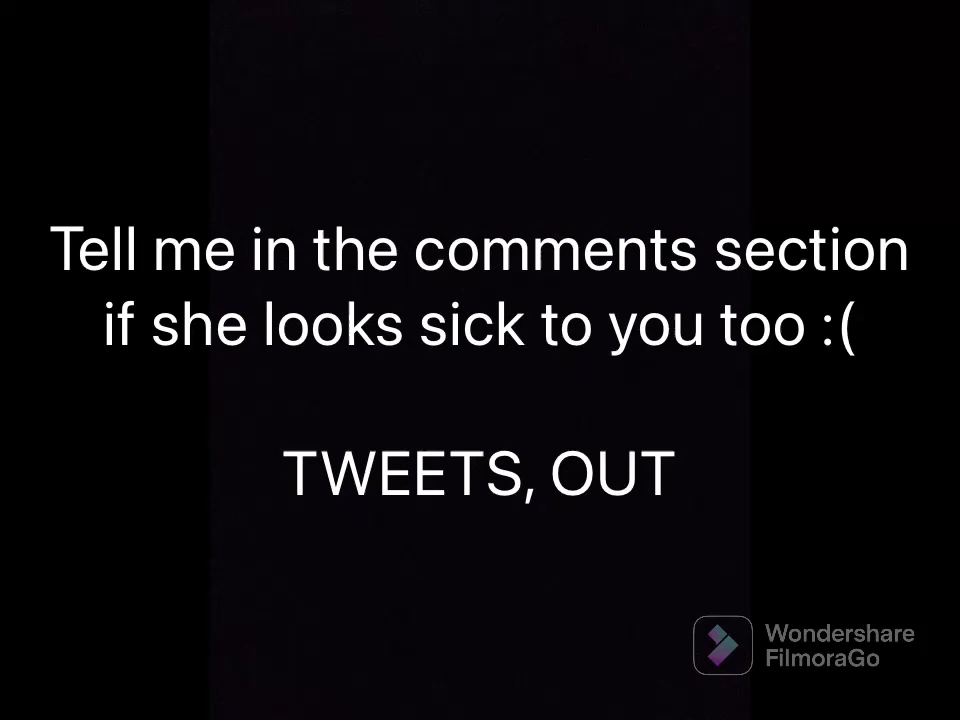 Tell me in the comments section
if she looks sick to you too :(
TWEETS, OUT
Wondershare
FilmoraGo